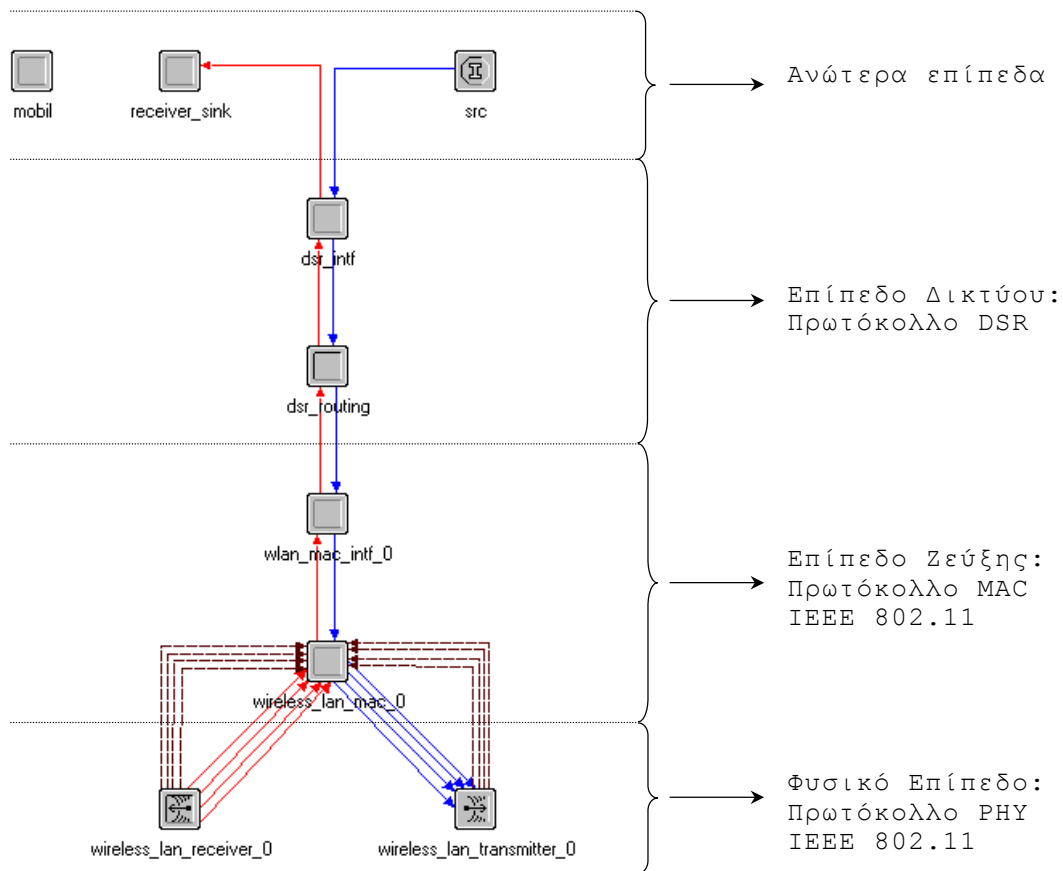 mobil
receiver_sink
src
Ανώτερα επίπεδα
dsr_intf
Επίπεδο Δικτύου:
Πρωτόκολλο DSR
dsr_routing
wlan_mac_intf_0
Επίπεδο Ζεύξης:
Πρωτόκολλο MAC
IEEE 802.11
wireless_lan_mac_0
Φυσικό Επίπεδο:
Πρωτόκολλο PHY
IEEE 802.11
wireless_lan_receiver_0
wireless_lan_transmitter_0